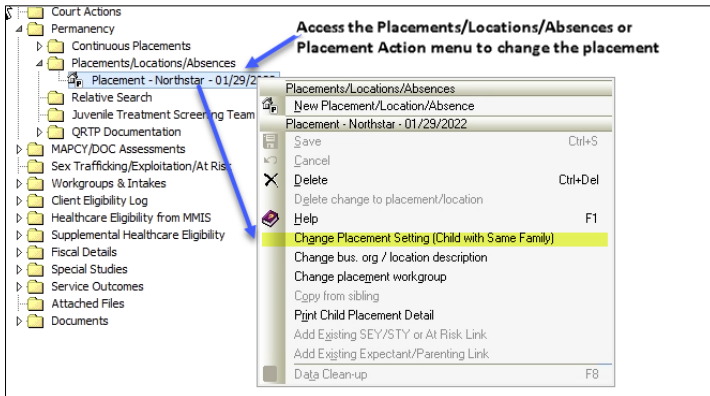 Court Actions
Permanency
Continuous Placements
Placements/Locations/Absences
Placement - Northstar - 01/29/2022
Relative Search
Juvenile Treatment Screening Team
QRTP Documentation
MAPCY/DOC Assessments
Sex Trafficking/Exploitation/At Risk
Workgroups & Intakes
Client Eligibility Log
Healthcare Eligibility from MMIS
Supplemental Healthcare Eligibility
Fiscal Details
Special Studies
Service Outcomes
Attached Files
Documents
Access the Placements/Locations/Absences or
Placement Action menu to change the placement
Placements/Locations/Absences
New Placement/Location/Absence
Placement - Northstar - 01/29/2022
Save Ctrl+S
Cancel
Delete Ctrl+Del
Delete change to placement/location
Help F1
Change Placement Setting (Child with Same Family)
Change bus. org / location description
Change placement workgroup
Copy from sibling
Print Child Placement Detail
Add Existing SEY/STY or At Risk Link
Add Existing Expectant/Parenting Link
Data Clean-up F8